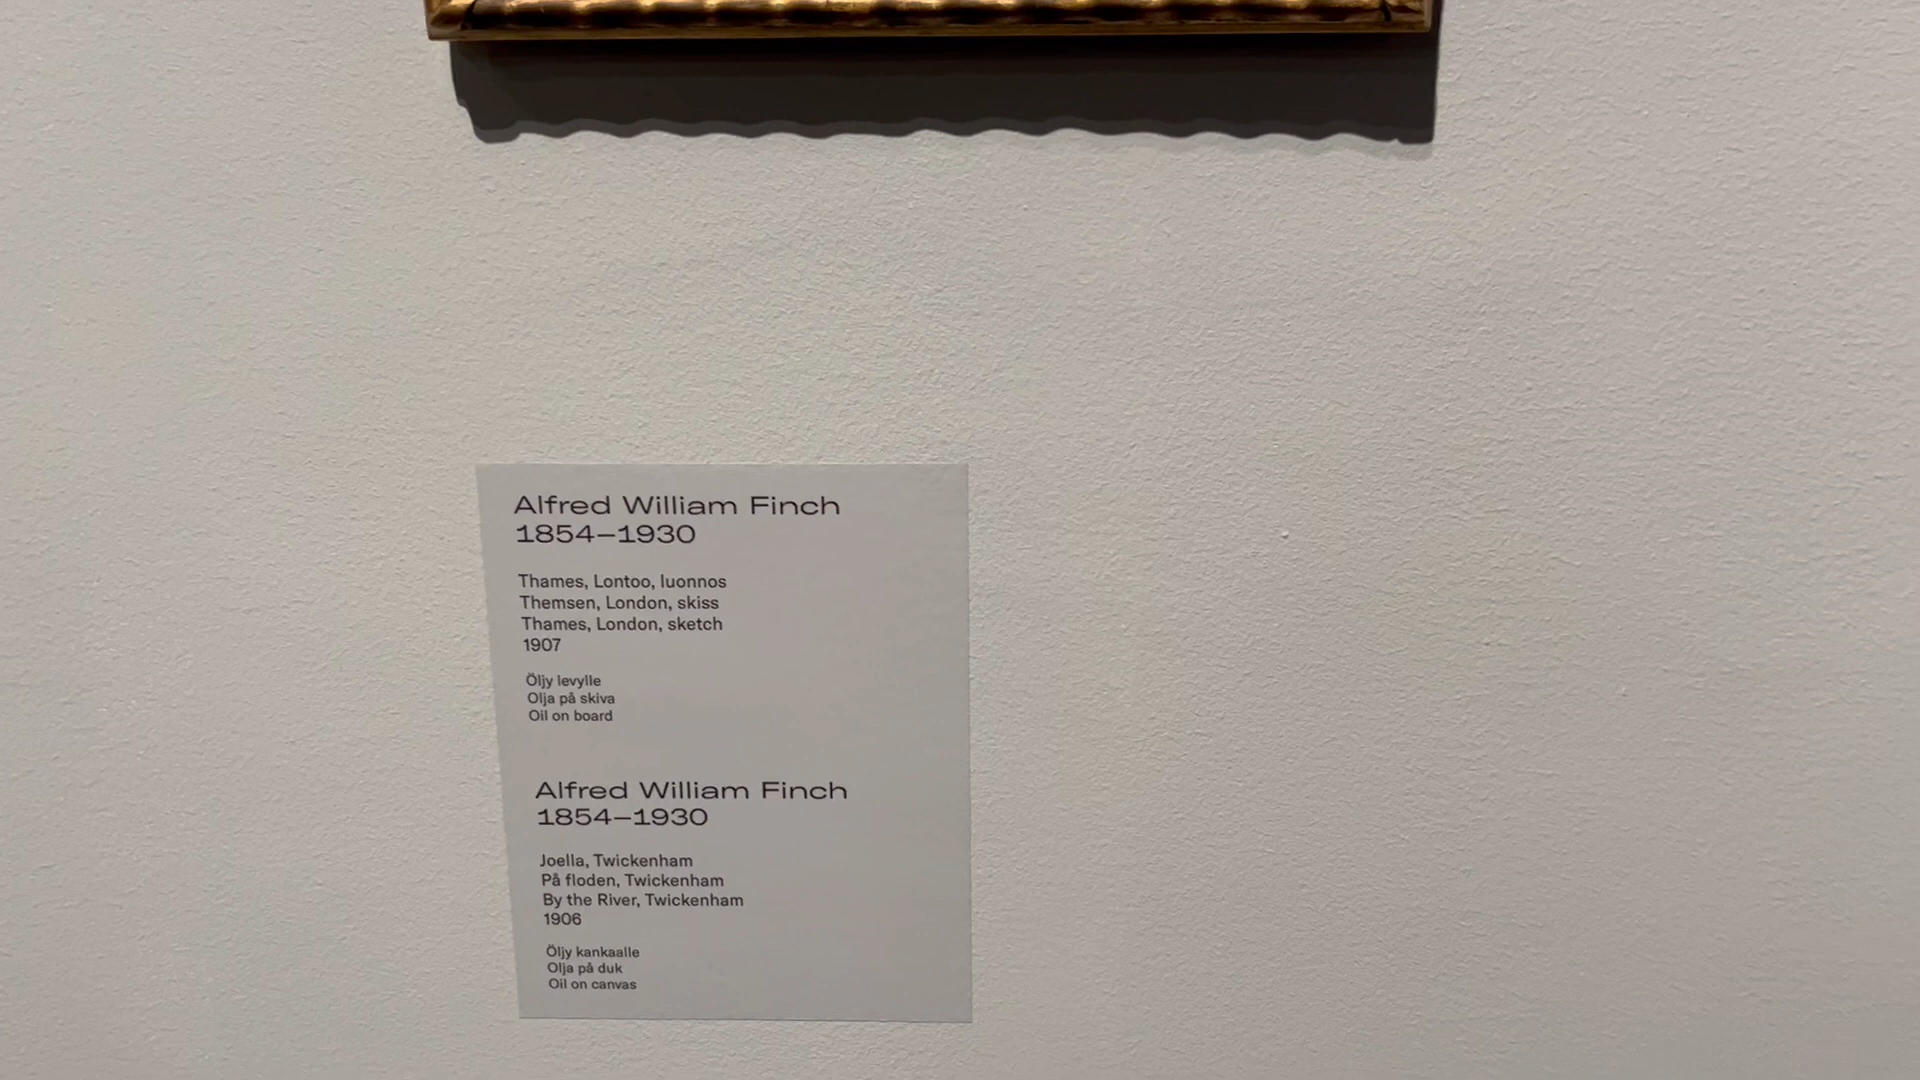 Alfred William Finch
1854–1930
Thames, Lontoo, luonnos
Themsen, London, skiss
Thames, London, sketch
1907
Öljy levylle
Olja på skiva
Oil on board
Alfred William Finch
1854–1930
Joella, Twickenham
På floden, Twickenham
By the River, Twickenham
1906
Öljy kankaalle
Olja på duk
Oil on canvas